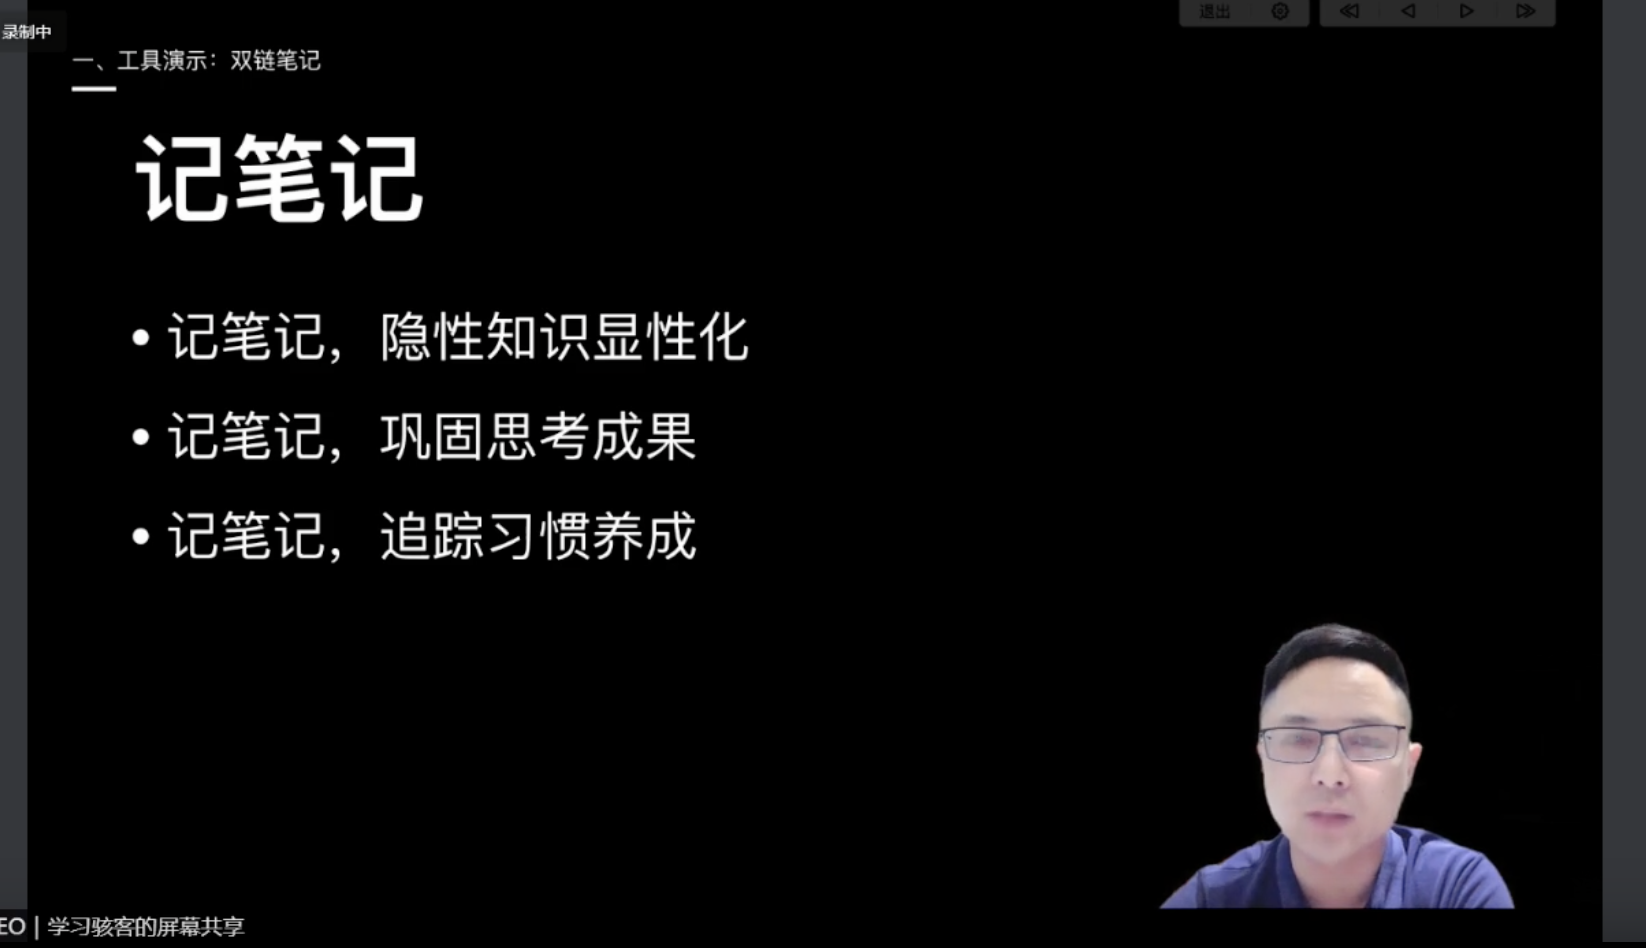 退出
录制中
一、工具演示：双链笔记
记笔记
• 记笔记，隐性知识显性化
• 记笔记，巩固思考成果
• 记笔记，追踪习惯养成
EO | 学习骇客的屏幕共享